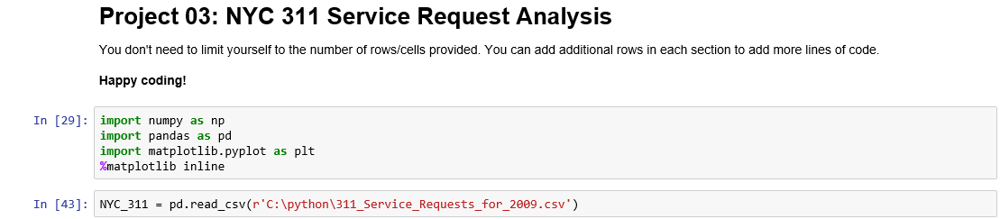 Project 03: NYC 311 Service Request Analysis
You don't need to limit yourself to the number of rows/cells provided. You can add additional rows in each section to add more lines of code.
Happy coding!
In [29]: import numpy as np
import pandas as pd
import matplotlib.pyplot as plt
%matplotlib inline
In [43]: NYC_311 = pd.read_csv(r'C:\python\311_Service_Requests_for_2009.csv')